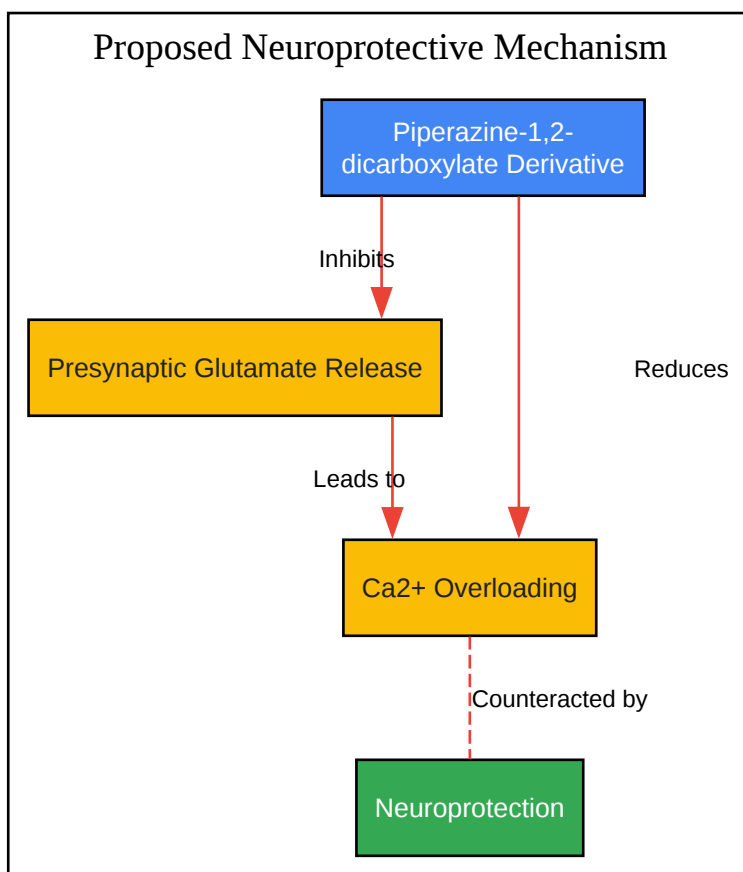 Proposed Neuroprotective Mechanism
Piperazine-1,2-
dicarboxylate Derivative
Inhibits
Presynaptic Glutamate Release
Reduces
Leads to
Ca2+ Overloading
Counteracted by
Neuroprotection